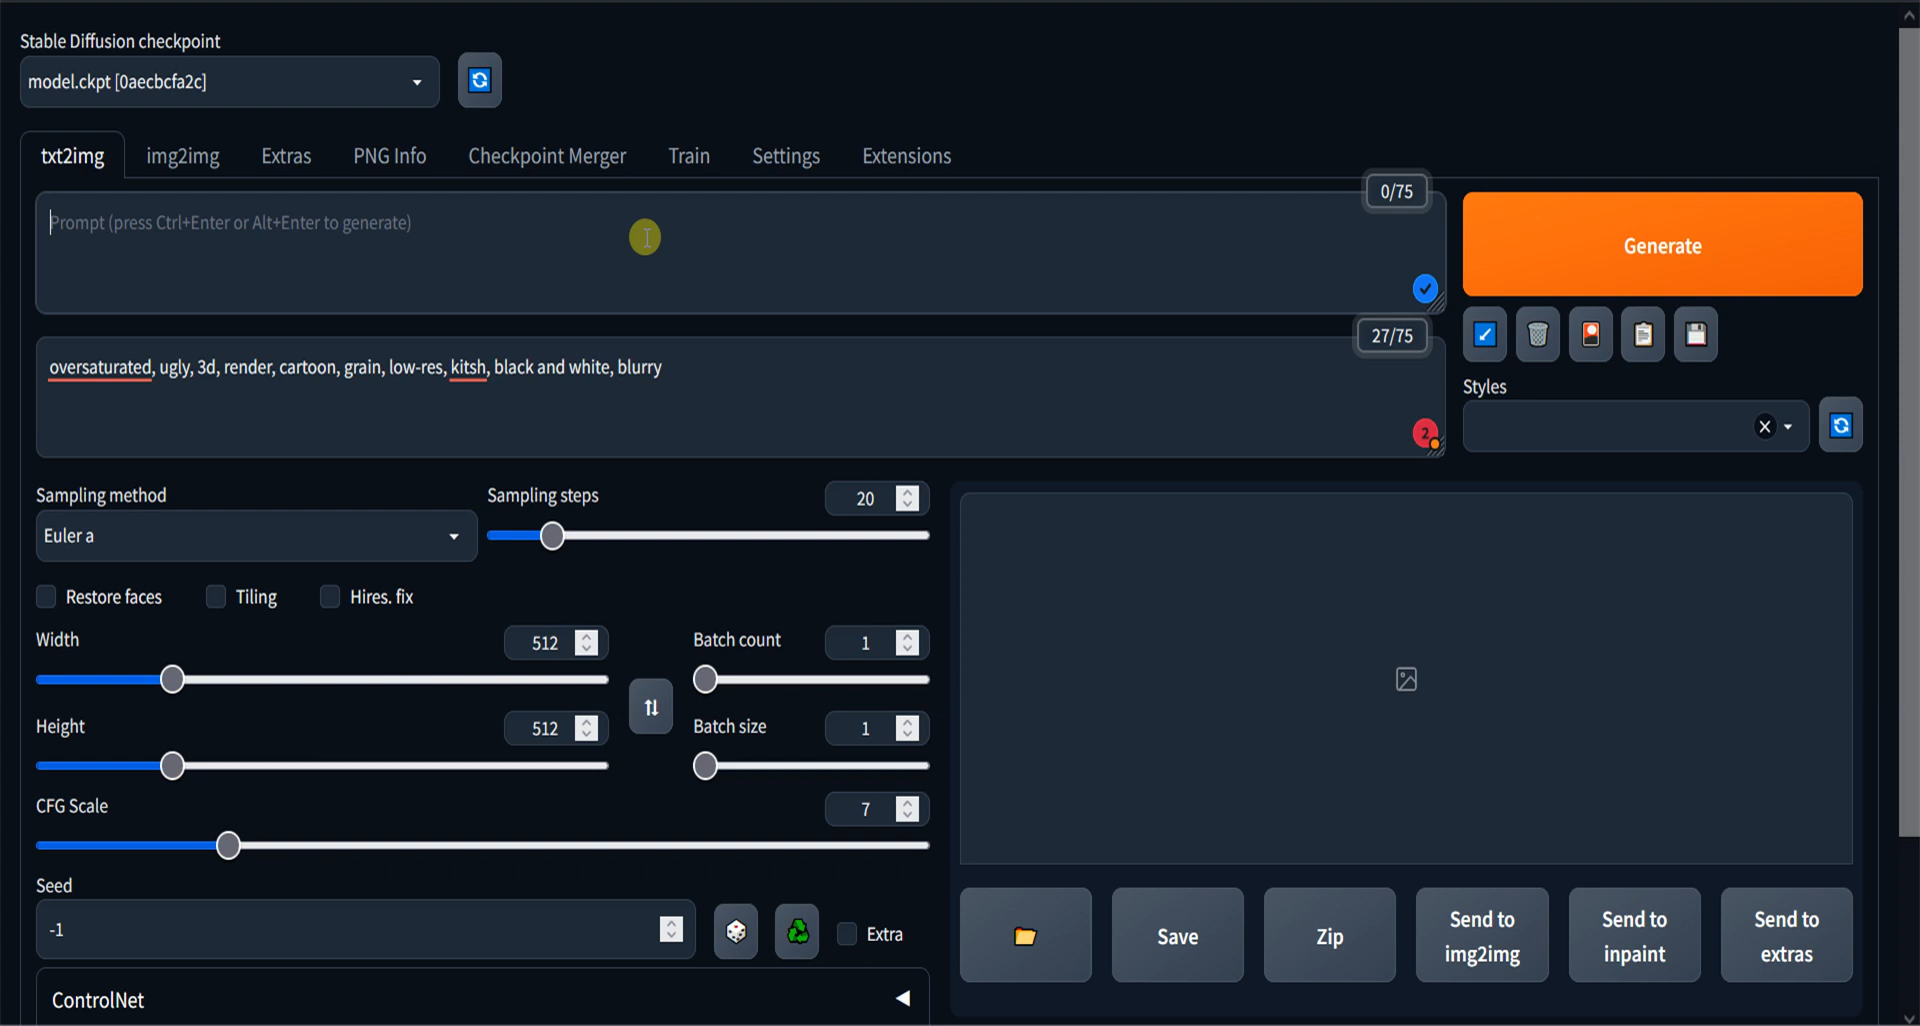 Stable Diffusion checkpoint
model.ckpt [0aecbcfa2c]
txt2img img2img Extras PNG Info Checkpoint Merger Train Settings Extensions
0/75
Prompt (press Ctrl+Enter or Alt+Enter to generate)
Generate
27/75
oversaturated, ugly, 3d, render, cartoon, grain, low-res, kitsh, black and white, blurry
2
Styles
Sampling method
Euler a
Sampling steps
20
Restore faces
Tiling
Hires. fix
Width
512
Batch count
1
Height
512
Batch size
1
CFG Scale
7
Seed
-1
Extra
Save
Zip
Send to
img2img
Send to
inpaint
Send to
extras
ControlNet